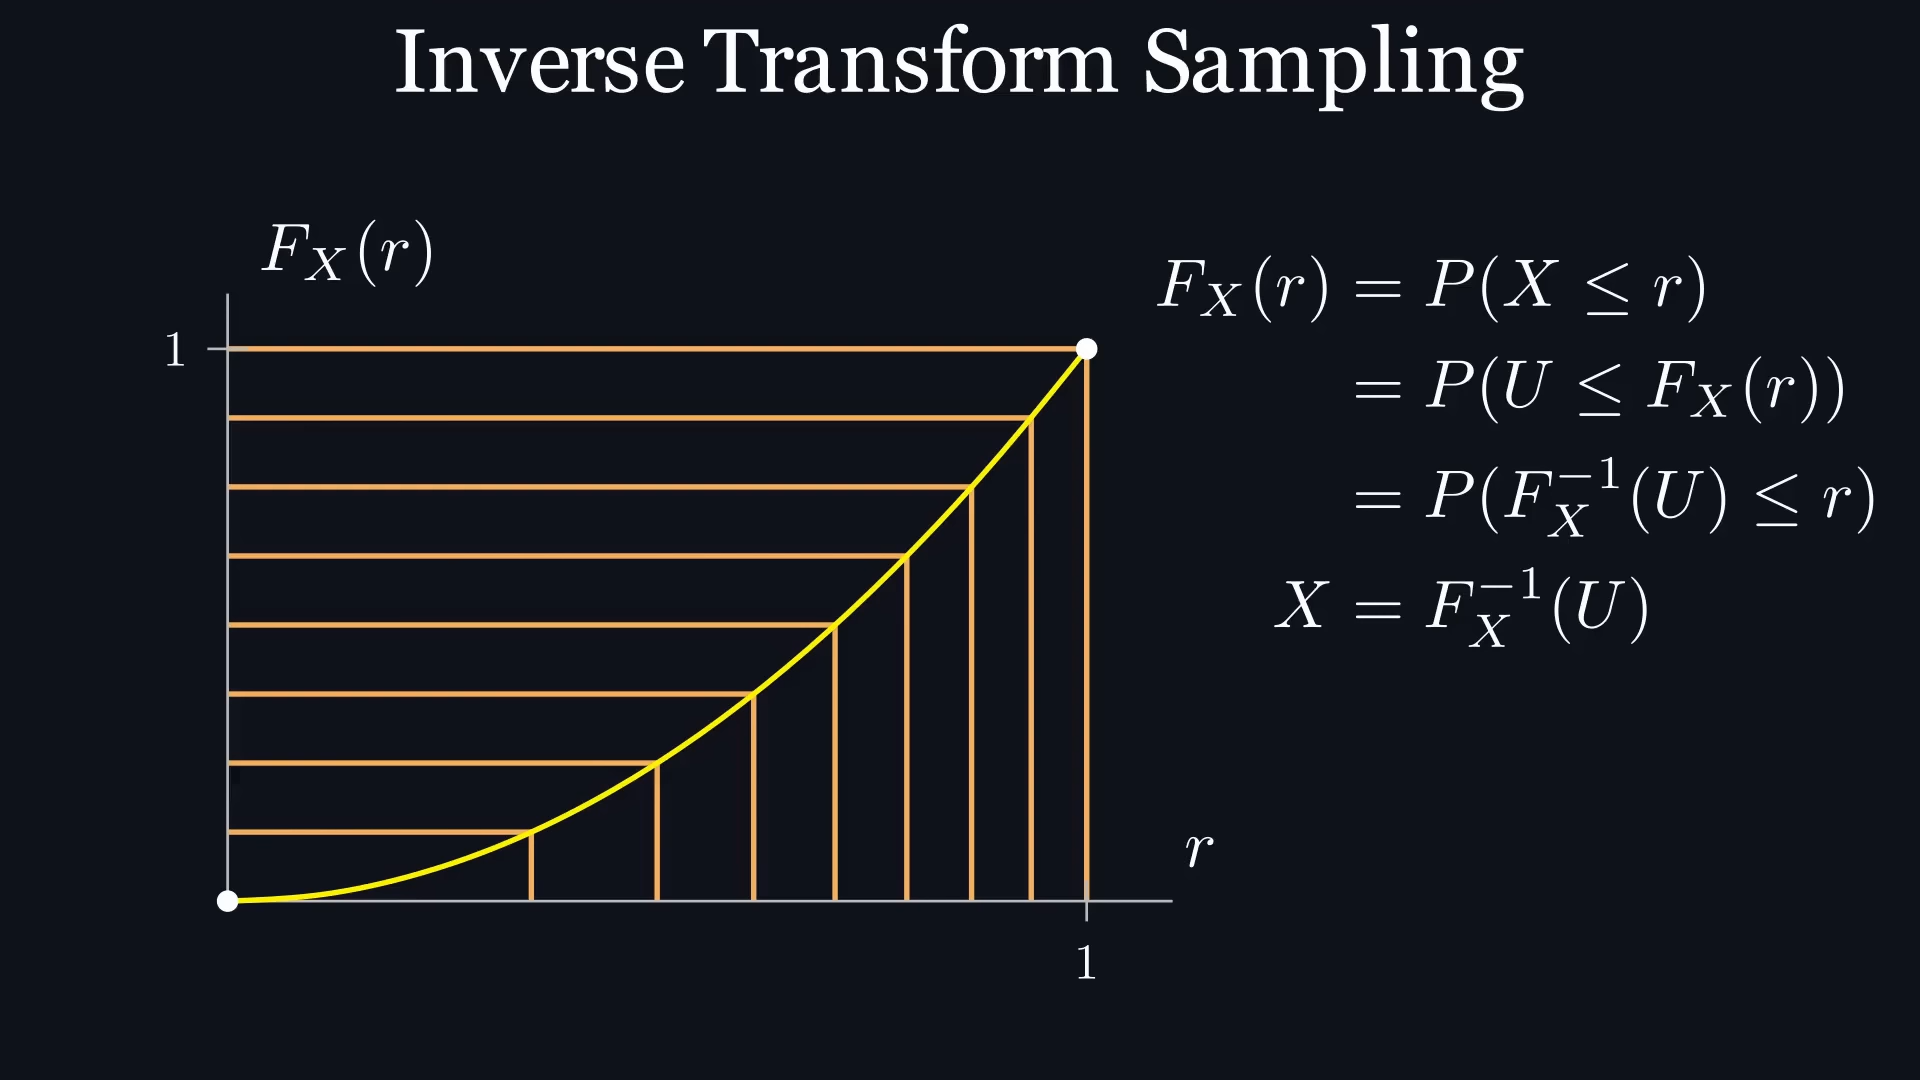 Inverse Transform Sampling
F_X(r)
1
r
1
F_X(r) = P(X ≤ r)
= P(U ≤ F_X(r))
= P(F_X^{-1}(U) ≤ r)
X = F_X^{-1}(U)